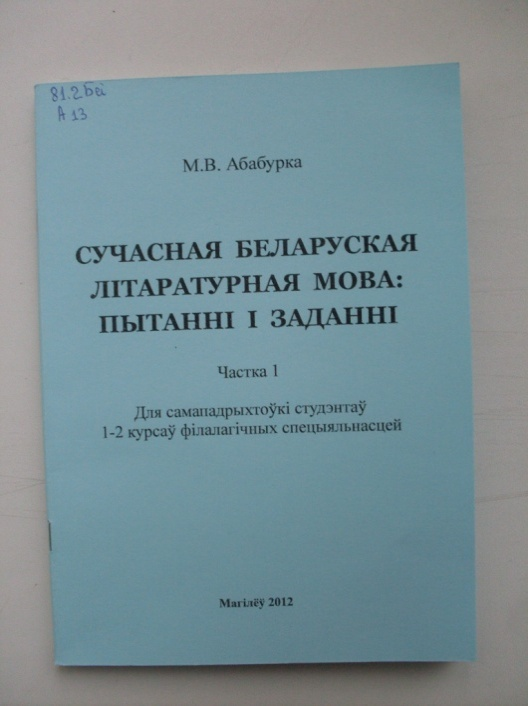 81.2Беі
А 13
М.В. Абабурка
СУЧАСНАЯ БЕЛАРУСКАЯ
ЛІТАРАТУРНАЯ МОВА:
ПЫТАННІ І ЗАДАННІ
Частка 1
Для самападрыхтоўкі студэнтаў
1-2 курсаў філалагічных спецыяльнасцей
Магілёў 2012